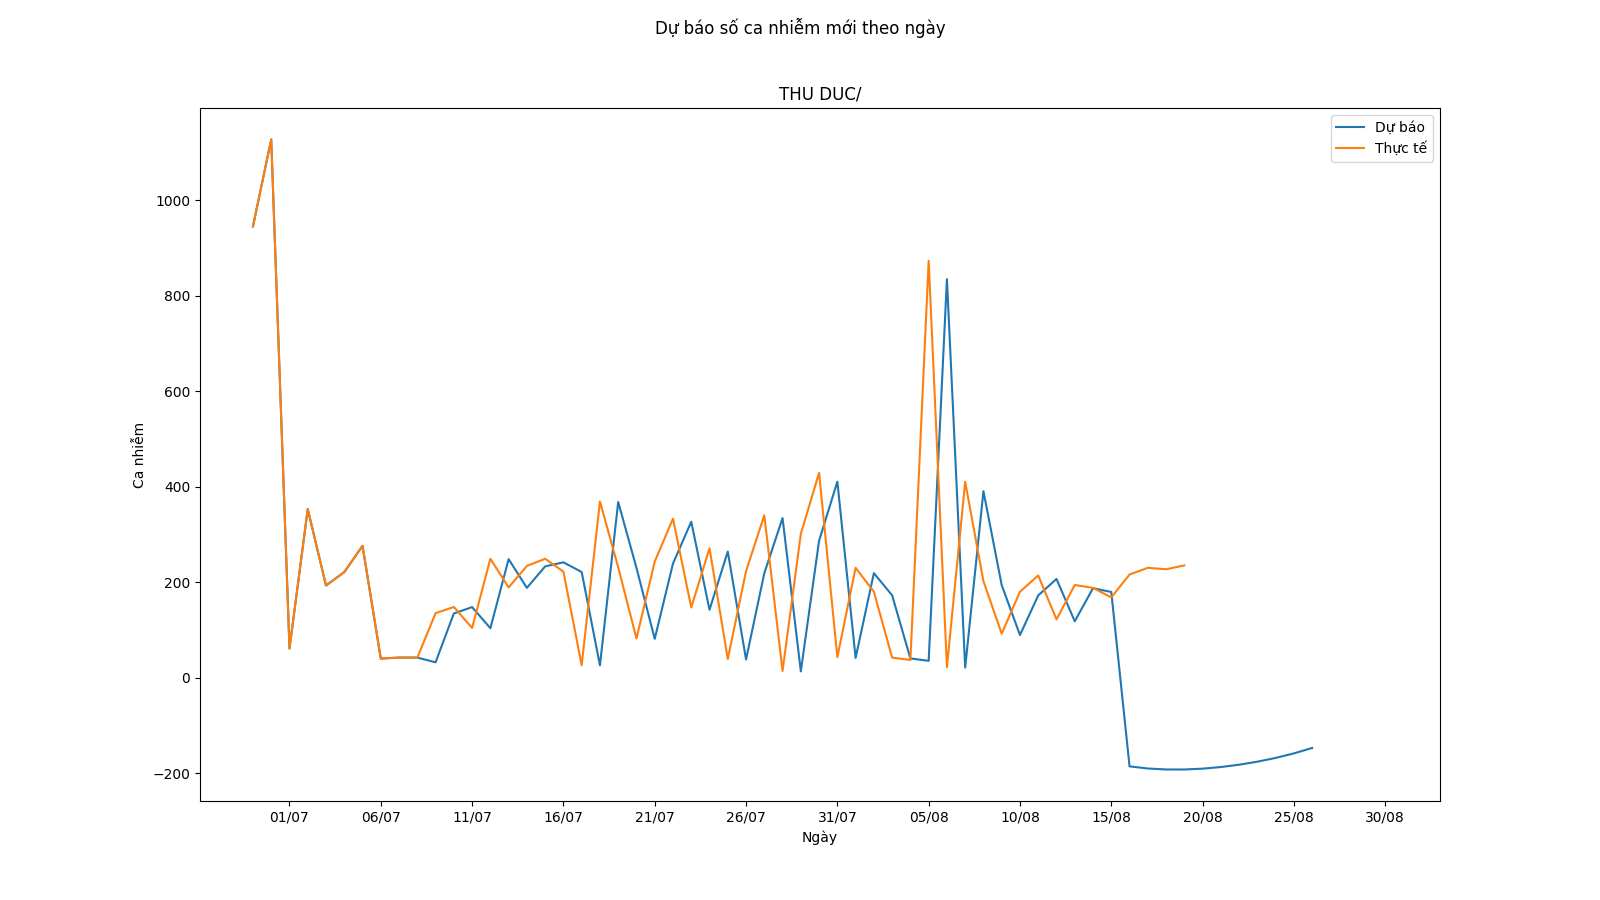 Dự báo số ca nhiễm mới theo ngày
THU DUC/
Dự báo
Thực tế
1000
800
600
400
200
0
−200
Ca nhiễm
01/07 06/07 11/07 16/07 21/07 26/07 31/07 05/08 10/08 15/08 20/08 25/08 30/08
Ngày